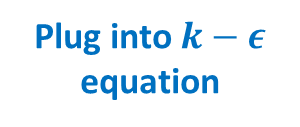 Plug into k − ϵ
equation